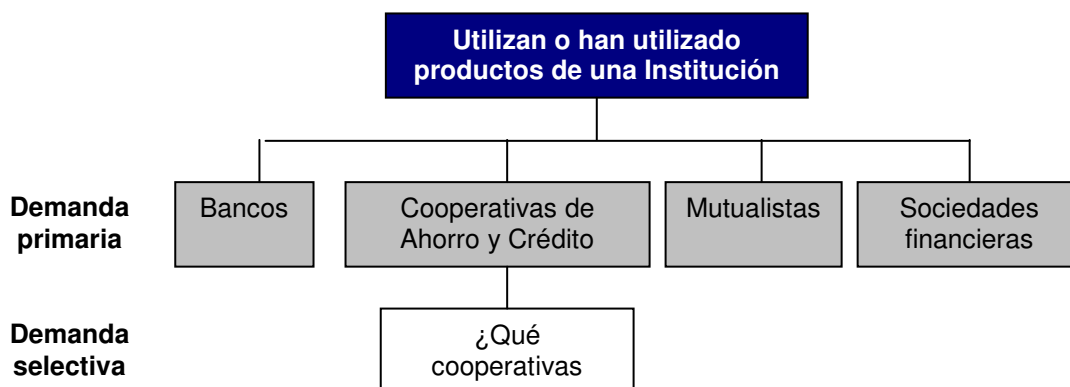 Utilizan o han utilizado
productos de una Institución
Demanda
primaria
Bancos
Cooperativas de
Ahorro y Crédito
Mutualistas
Sociedades
financieras
Demanda
selectiva
¿Qué
cooperativas